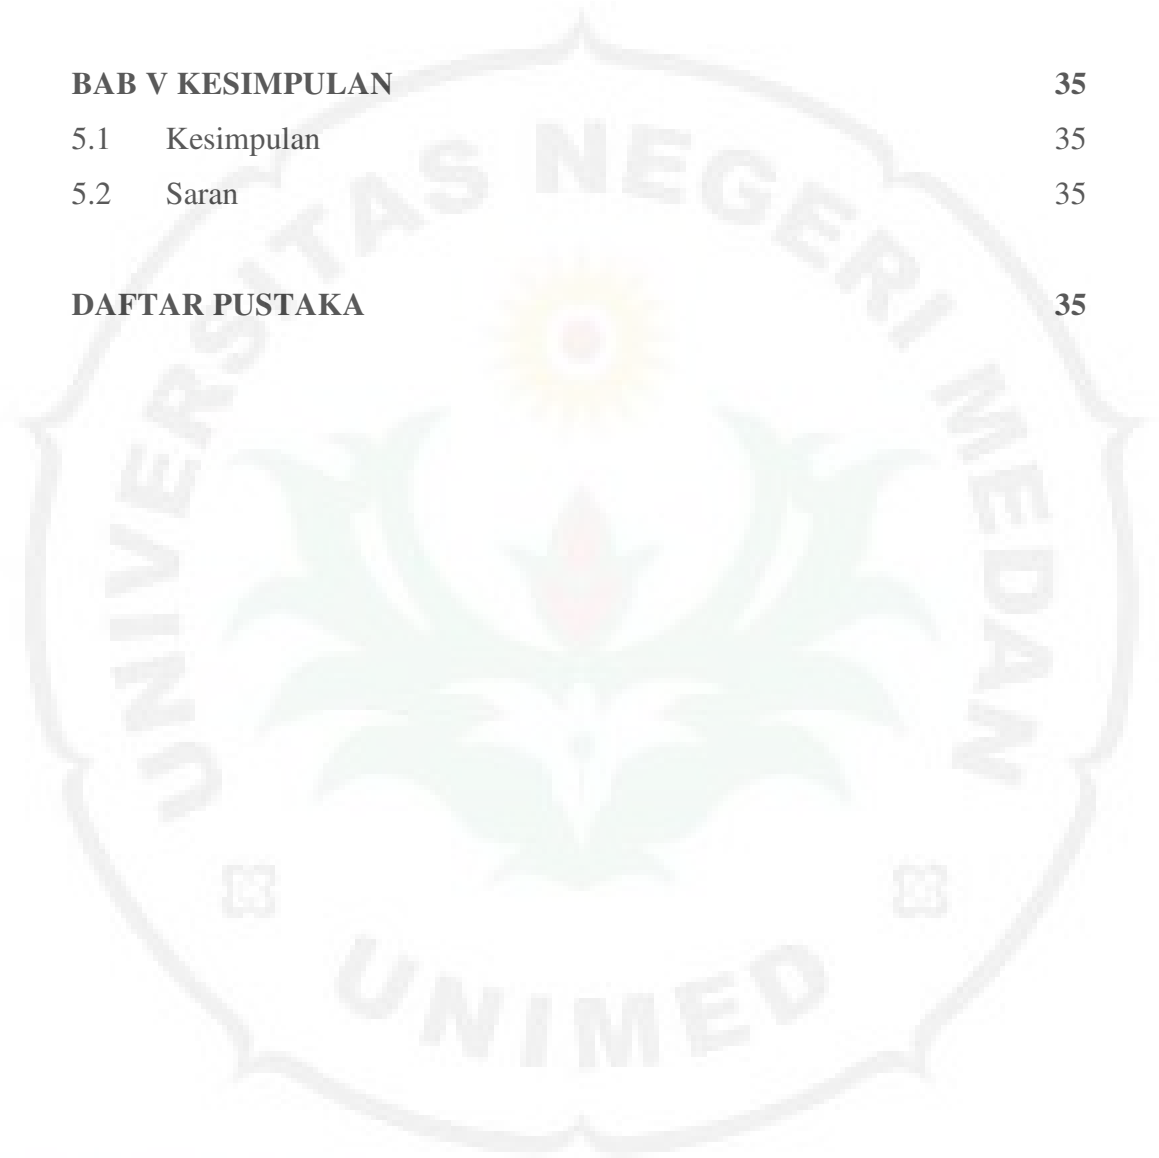 BAB V KESIMPULAN 35
5.1 Kesimpulan 35
5.2 Saran 35
DAFTAR PUSTAKA 35
UNIVERSITAS NEGERI MEDAN
UNIMED